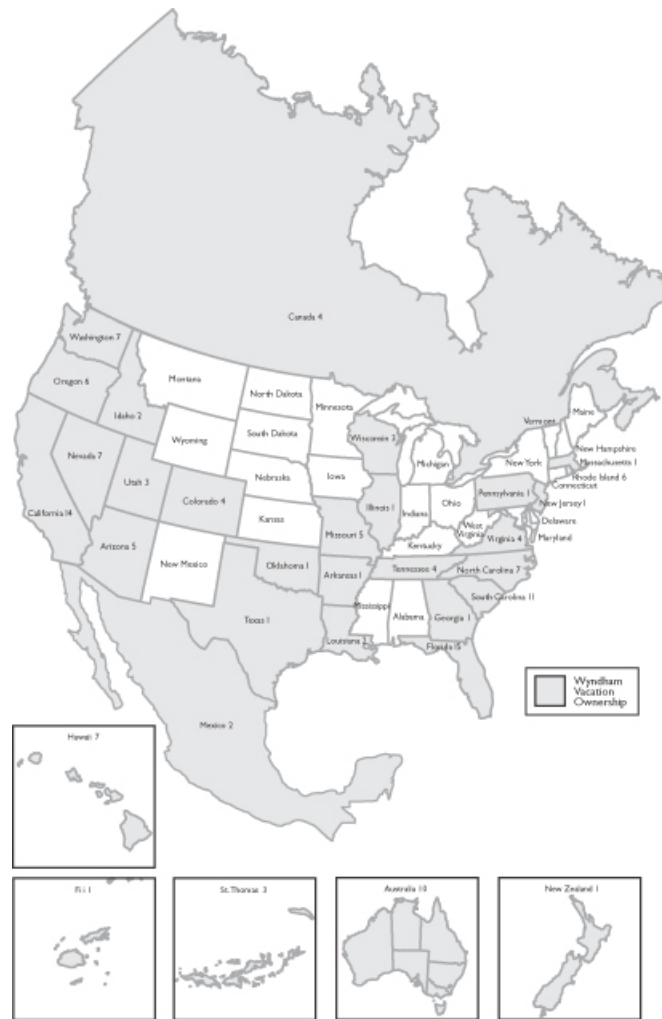 Canada 4
Washington 7
Oregon 6
Idaho 2
Montana
North Dakota
Minnesota
Wyoming
South Dakota
Wisconsin 3
Michigan
Vermont
Maine
New Hampshire
Massachusetts 1
Rhode Island 6
Connecticut
New York
Nevada 7
Utah 3
Colorado 4
Nebraska
Iowa
Illinois 1
Indiana
Ohio
Pennsylvania 1
New Jersey 1
Delaware
Maryland
California 14
Arizona 5
New Mexico
Kansas
Missouri 5
Kentucky
West
Virginia
Virginia 4
Oklahoma 1
Arkansas 1
Tennessee 4
North Carolina 7
South Carolina 11
Texas 1
Mississippi
Alabama
Georgia 1
Louisiana
Florida 15
Mexico 2
Wyndham
Vacation
Ownership
Hawaii 7
Fiji 1
St. Thomas 3
Australia 10
New Zealand 1